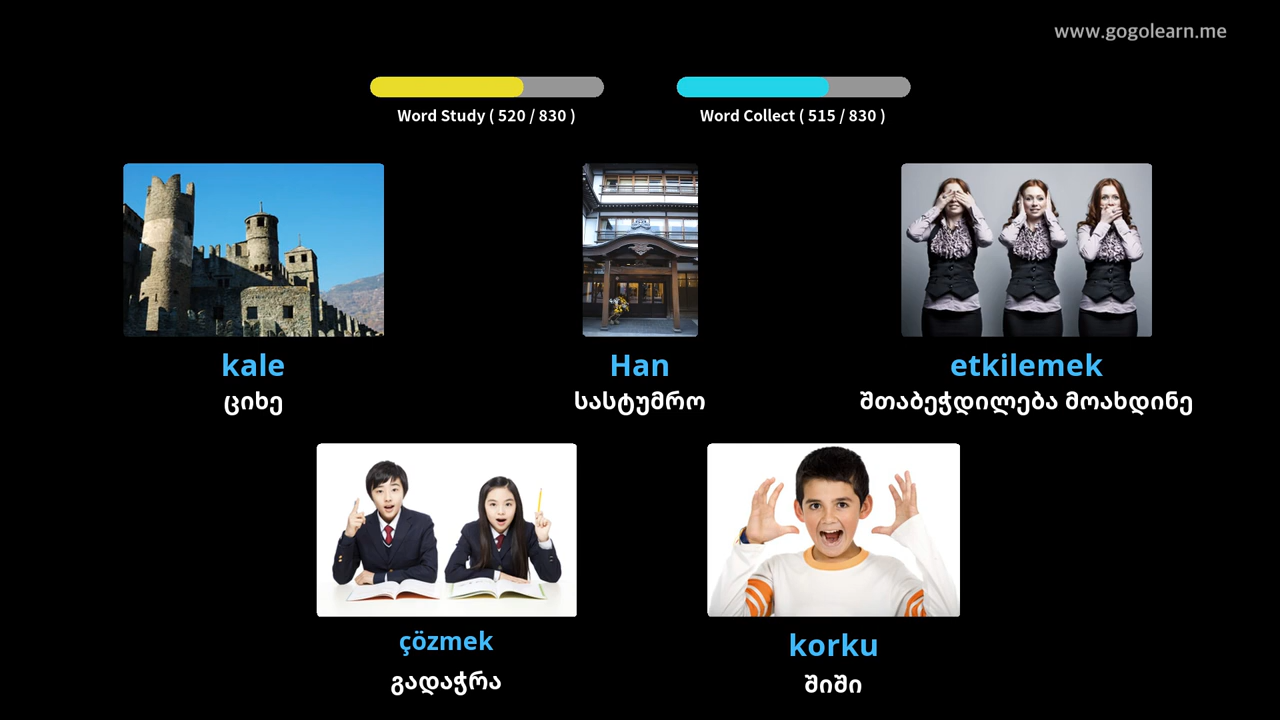 www.gogolearn.me
Word Study ( 520 / 830 )
Word Collect ( 515 / 830 )
kale
ციხე
Han
სასტუმრო
etkilemek
შთაბეჭდილება მოახდინე
çözmek
გადაჭრა
korku
შიში